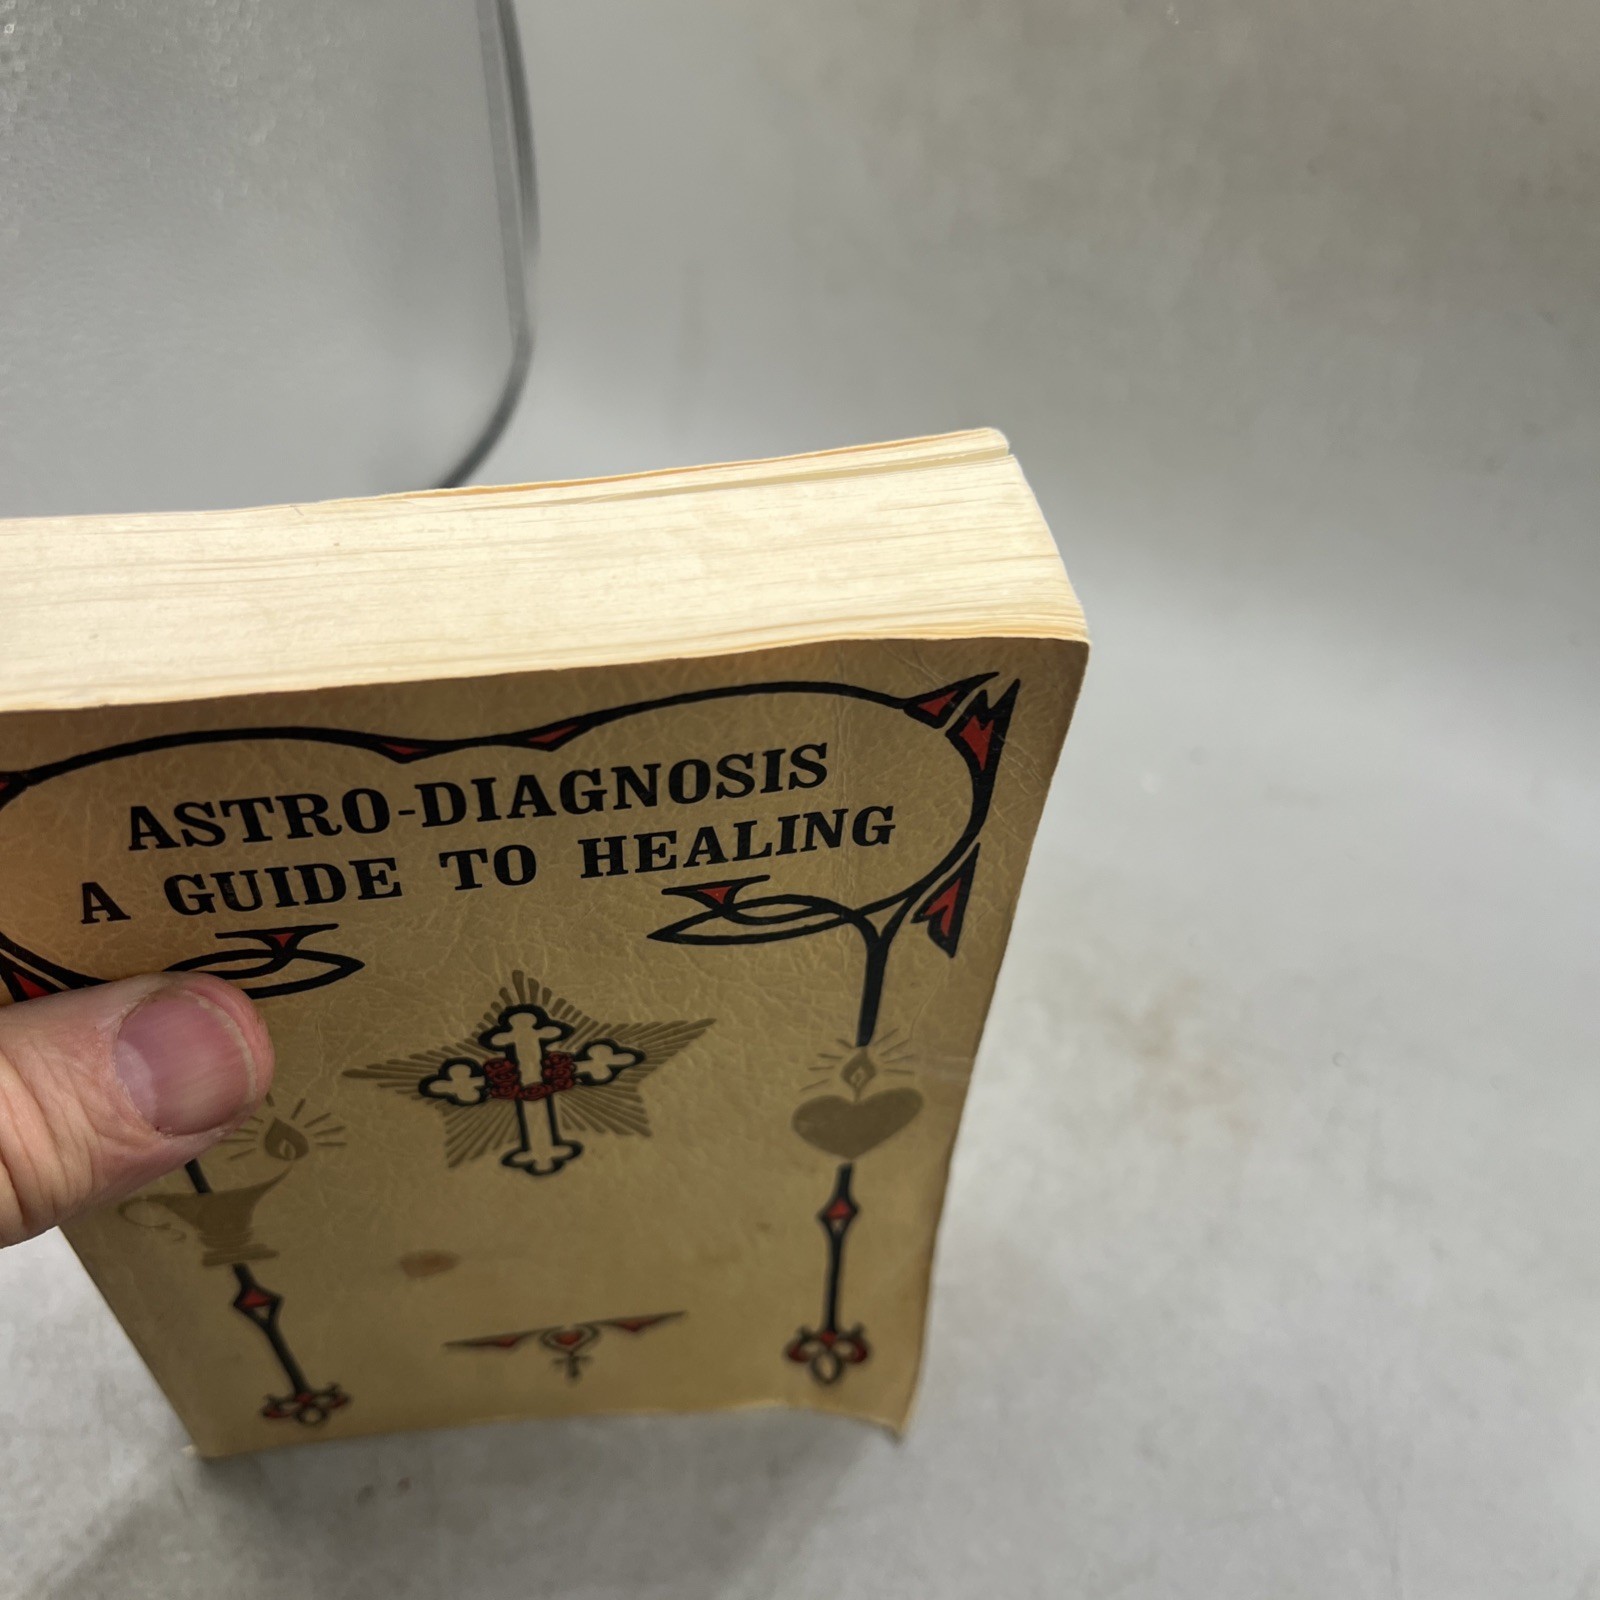 ASTRO-DIAGNOSIS
A GUIDE TO HEALING